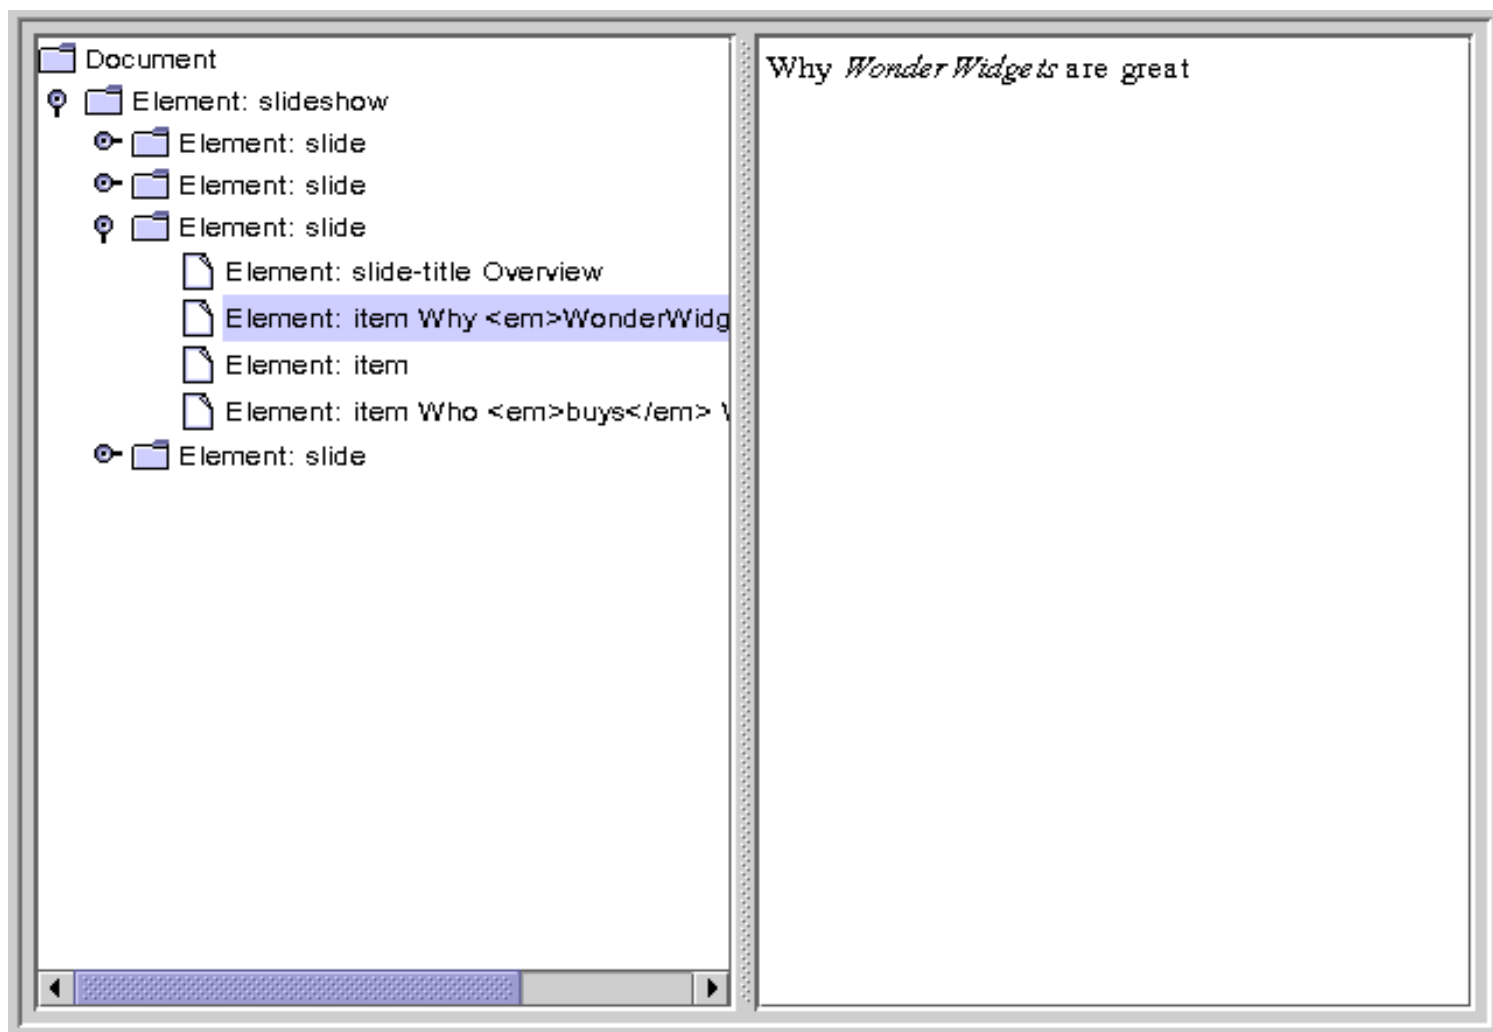 Document
Element: slideshow
Element: slide
Element: slide
Element: slide
Element: slide-title Overview
Element: item Why <em>WonderWidg
Element: item
Element: item Who <em>buys</em>
Element: slide
Why Wonder Widgets are great